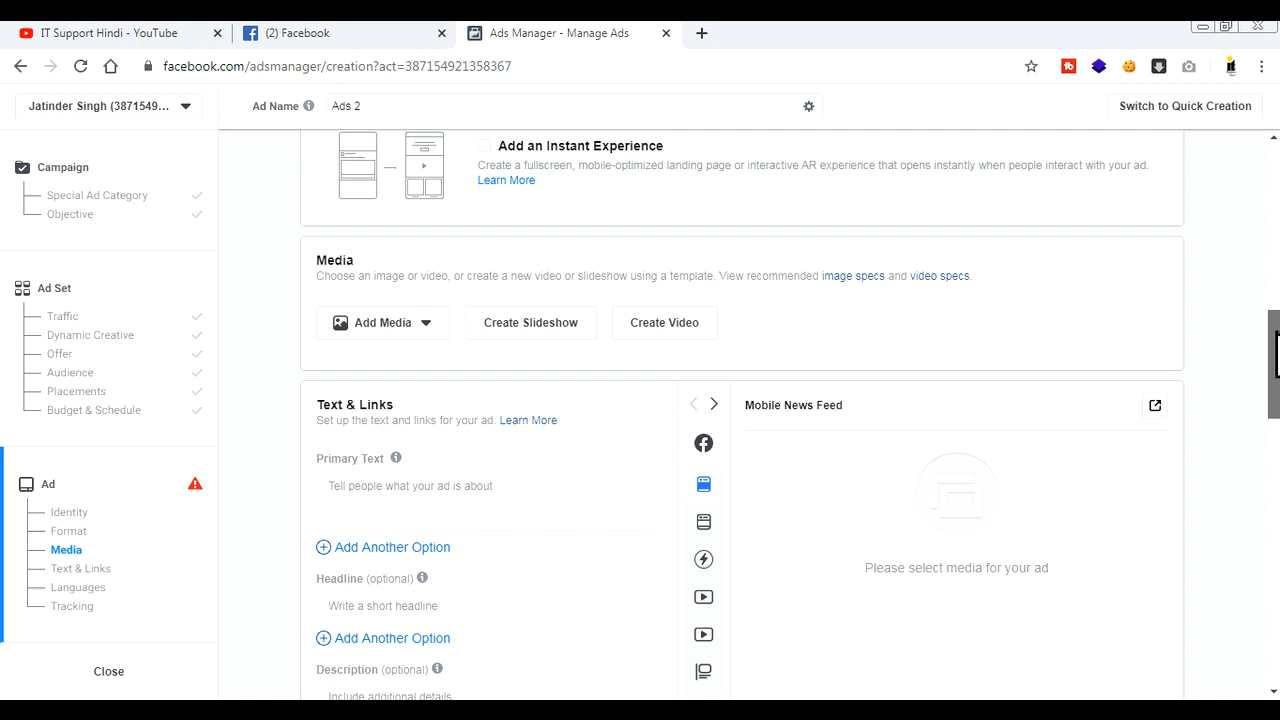 IT Support Hindi - YouTube
(2) Facebook
Ads Manager - Manage Ads
facebook.com/adsmanager/creation?act=387154921358367
Jatinder Singh (3871549...
Ad Name
Ads 2
Switch to Quick Creation
Campaign
Special Ad Category
Objective
Ad Set
Traffic
Dynamic Creative
Offer
Audience
Placements
Budget & Schedule
Ad
Identity
Format
Media
Text & Links
Languages
Tracking
Close
Add an Instant Experience
Create a fullscreen, mobile-optimized landing page or interactive AR experience that opens instantly when people interact with your ad.
Learn More
Media
Choose an image or video, or create a new video or slideshow using a template. View recommended image specs and video specs.
Add Media
Create Slideshow
Create Video
Text & Links
Set up the text and links for your ad. Learn More
Primary Text
Tell people what your ad is about
Add Another Option
Headline (optional)
Write a short headline
Add Another Option
Description (optional)
Include additional details
Mobile News Feed
Please select media for your ad